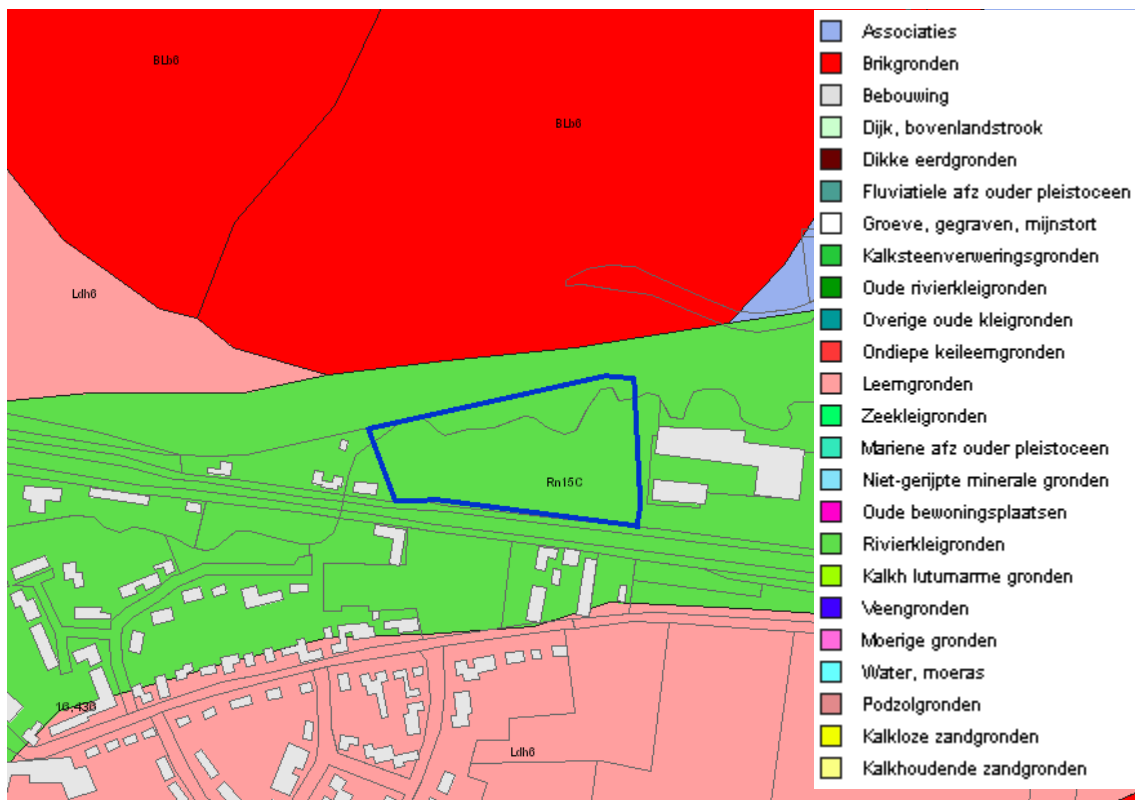 BLb6
BLb6
Ldh6
Rn15C
16,436
Ldh6
Associaties
Brikgronden
Bebouwing
Dijk, bovenlandstrook
Dikke eerdgronden
Fluviatiele afz ouder pleistoceen
Groeve, gegraven, mijnstort
Kalksteenverweringsgronden
Oude rivierkleigronden
Overige oude kleigronden
Ondiepe keileemgronden
Leemgronden
Zeekleigronden
Mariene afz ouder pleistoceen
Niet-gerijpte minerale gronden
Oude bewoningsplaatsen
Rivierkleigronden
Kalkh lutumarme gronden
Veengronden
Moerige gronden
Water, moeras
Podzolgronden
Kalkloze zandgronden
Kalkhoudende zandgronden